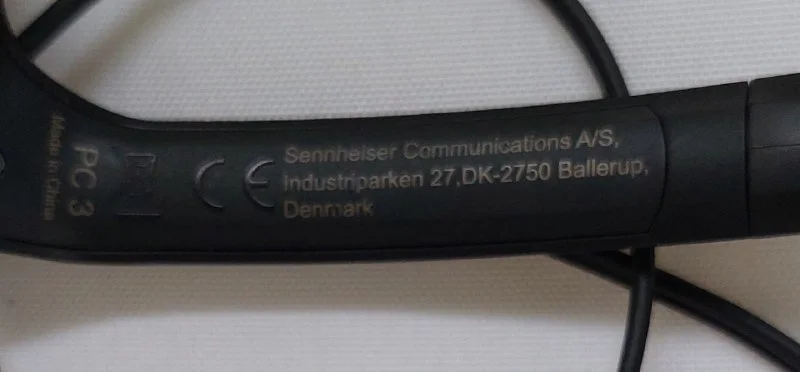 Made in China
PC 3
CE
Sennheiser Communications A/S,
Industriparken 27,DK-2750 Ballerup,
Denmark